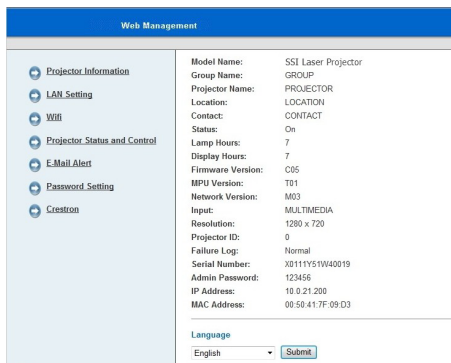 Web Management
Projector Information
LAN Setting
Wifi
Projector Status and Control
E-Mail Alert
Password Setting
Crestron
Model Name: SSI Laser Projector
Group Name: GROUP
Projector Name: PROJECTOR
Location: LOCATION
Contact: CONTACT
Status: On
Lamp Hours: 7
Display Hours: 7
Firmware Version: C05
MPU Version: T01
Network Version: M03
Input: MULTIMEDIA
Resolution: 1280 x 720
Projector ID: 0
Failure Log: Normal
Serial Number: X0111Y51W40019
Admin Password: 123456
IP Address: 10.0.21.200
MAC Address: 00:50:41:7F:09:D3
Language
English Submit